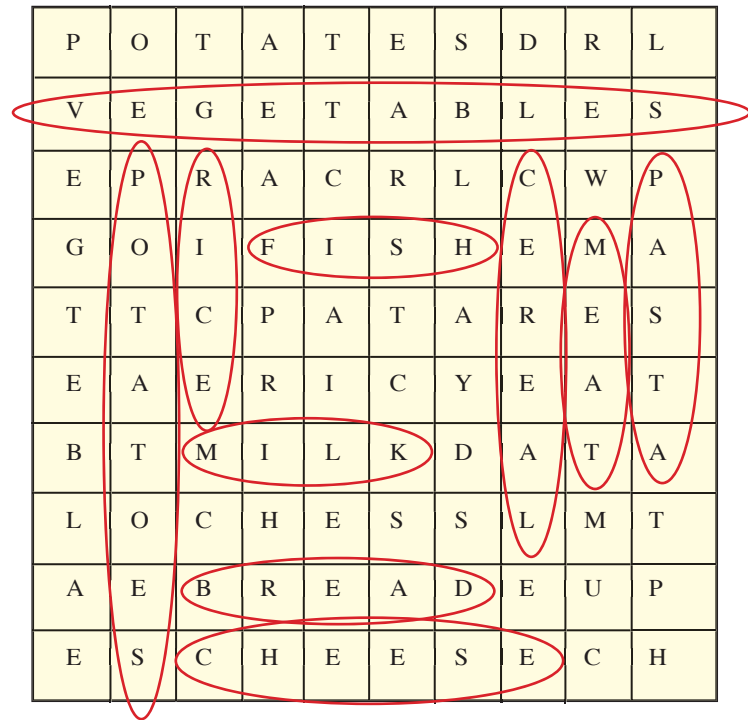 P O T A T E S D R L
V E G E T A B L E S
E P R A C R L C W P
G O I F I S H E M A
T T C P A T A R E S
E A E R I C Y E A T
B T M I L K D A T A
L O C H E S S L M T
A E B R E A D E U P
E S C H E E S E C H